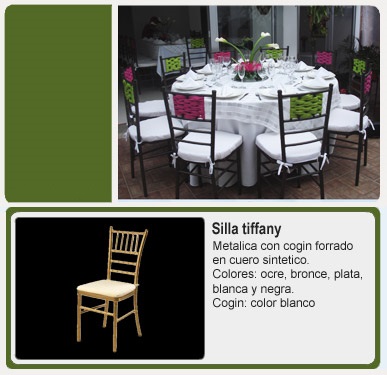 Silla tiffany
Metalica con cogin forrado
en cuero sintetico.
Colores: ocre, bronce, plata,
blanca y negra.
Cogin: color blanco